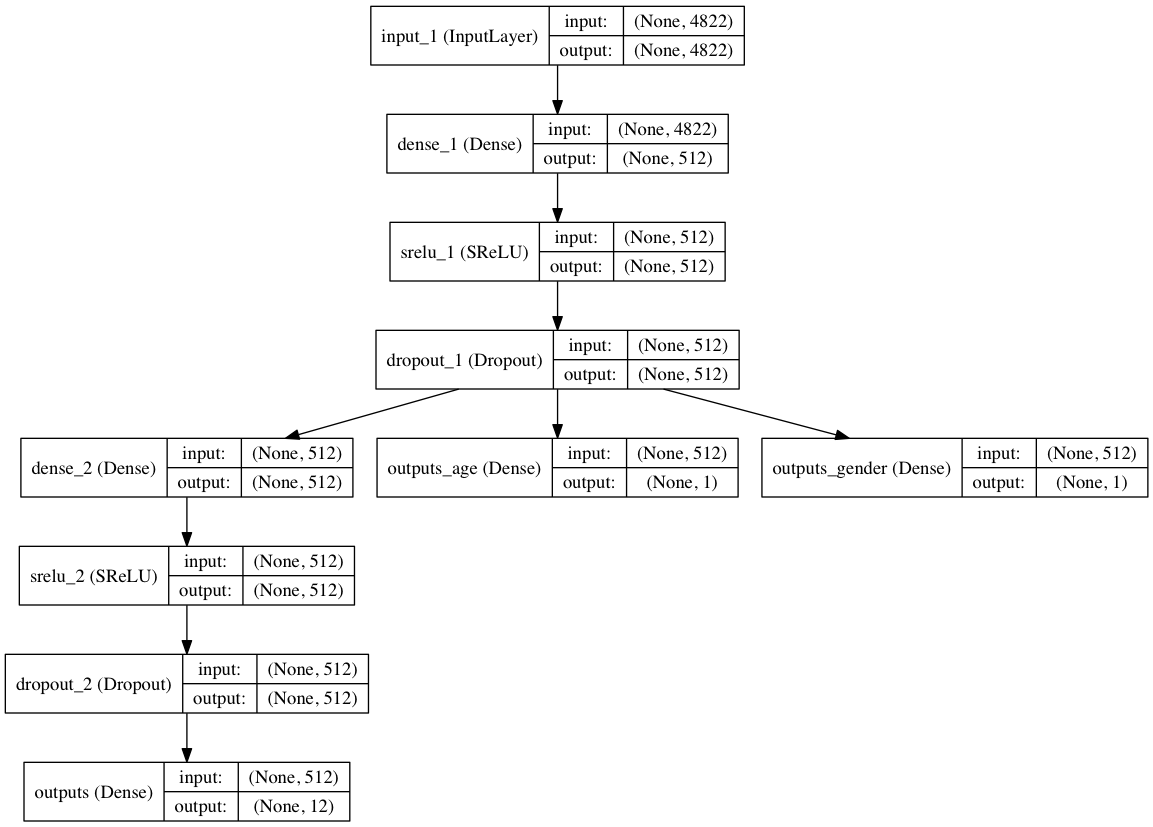 input_1 (InputLayer)
input: (None, 4822)
output: (None, 4822)
dense_1 (Dense)
input: (None, 4822)
output: (None, 512)
srelu_1 (SReLU)
input: (None, 512)
output: (None, 512)
dropout_1 (Dropout)
input: (None, 512)
output: (None, 512)
dense_2 (Dense)
input: (None, 512)
output: (None, 512)
outputs_age (Dense)
input: (None, 512)
output: (None, 1)
outputs_gender (Dense)
input: (None, 512)
output: (None, 1)
srelu_2 (SReLU)
input: (None, 512)
output: (None, 512)
dropout_2 (Dropout)
input: (None, 512)
output: (None, 512)
outputs (Dense)
input: (None, 512)
output: (None, 12)